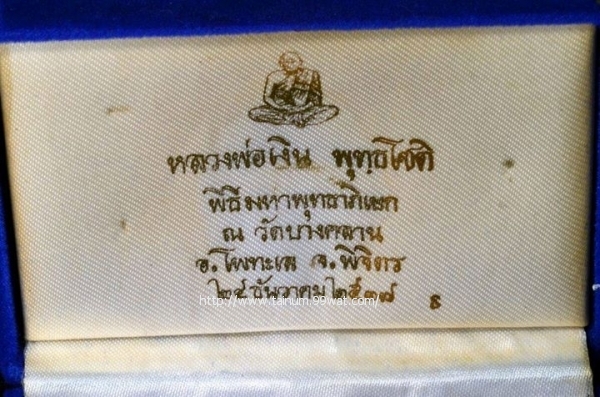 หลวงพ่อเงิน พุทธโชติ
พิธีมหาพุทธาภิเษก
ณ วัดบางคลาน
อ.โพทะเล จ.พิจิตร
๒๕ ธันวาคม ๒๕๓๗
http://www.tainum.99wat.com